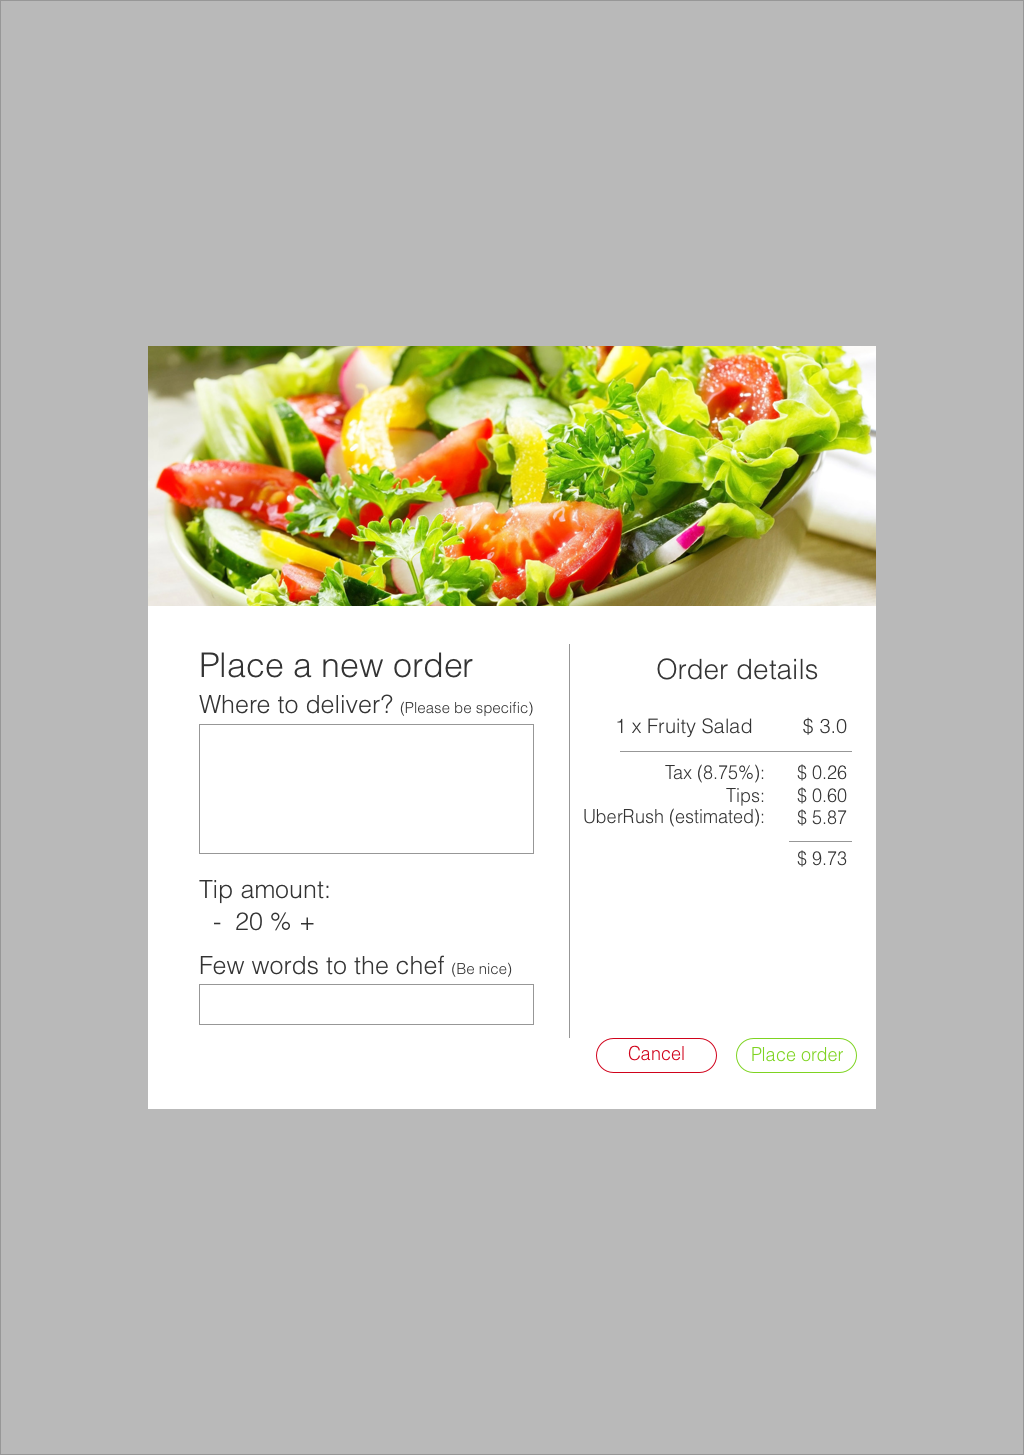 Place a new order
Where to deliver? (Please be specific)
Tip amount:
- 20 % +
Few words to the chef (Be nice)
Order details
1 x Fruity Salad $ 3.0
Tax (8.75%): $ 0.26
Tips: $ 0.60
UberRush (estimated): $ 5.87
$ 9.73
Cancel Place order